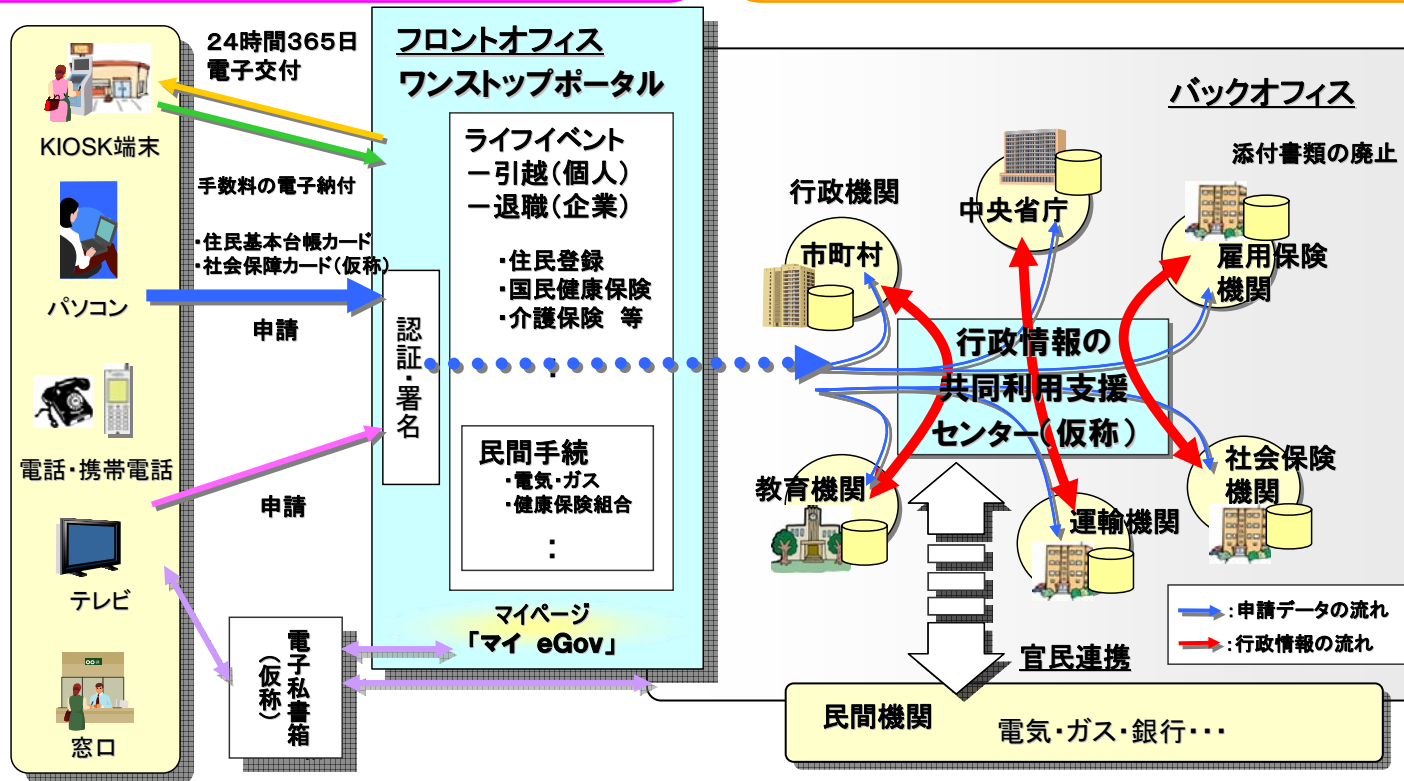 KIOSK端末
パソコン
電話・携帯電話
テレビ
窓口
24時間365日
電子交付
手数料の電子納付
・住民基本台帳カード
・社会保障カード(仮称)
申請
申請
電子私書箱
(仮称)
フロントオフィス
ワンストップポータル
認証・署名
ライフイベント
－引越(個人)
－退職(企業)
・住民登録
・国民健康保険
・介護保険 等
：
民間手続
・電気・ガス
・健康保険組合
：
マイページ
「マイ eGov」
バックオフィス
添付書類の廃止
行政機関
市町村
中央省庁
雇用保険
機関
行政情報の
共同利用支援
センター(仮称)
教育機関
運輸機関
社会保険
機関
:申請データの流れ
:行政情報の流れ
官民連携
民間機関
電気・ガス・銀行・・・